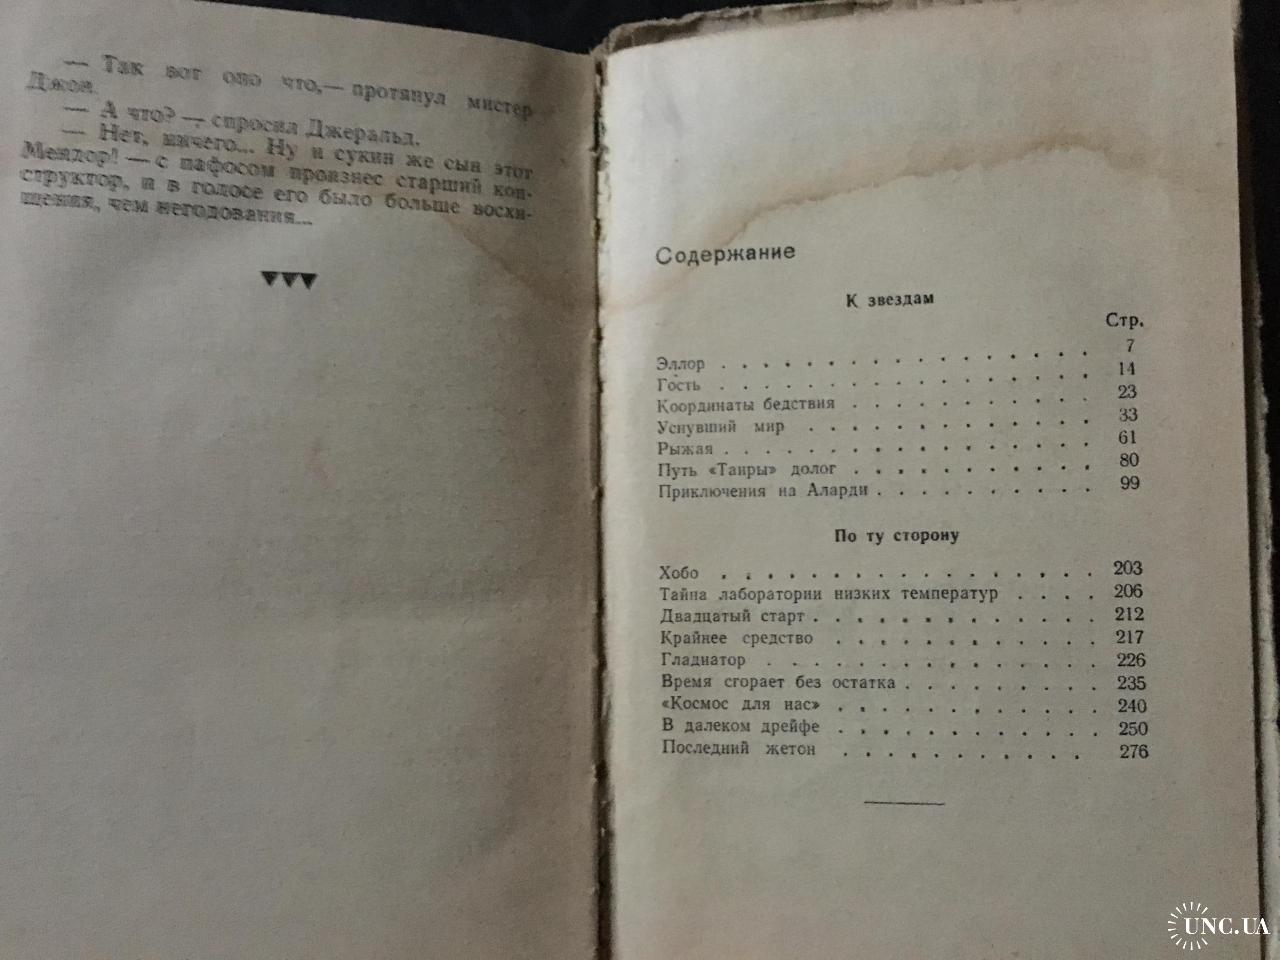 — Так вот оно что,— протянул мистер
Джон.
— А что? — спросил Джеральд.
— Нет, ничего... Ну и сукин же сын этот
Мендор! — с пафосом произнес старший кон-
структор, и в голосе его было больше восхи-
щения, чем негодования...
Содержание
К звездам
Стр.
Эллор . . . . . . . . . . . . . . . . 7
Гость . . . . . . . . . . . . . . . . 14
Координаты бедствия . . . . . . . . . . . 23
Уснувший мир . . . . . . . . . . . . . 33
Рыжая . . . . . . . . . . . . . . . . 61
Путь «Таиры» долог . . . . . . . . . . . 80
Приключения на Аларди . . . . . . . . . . 99
По ту сторону
Хобо . . . . . . . . . . . . . . . . . 203
Тайна лаборатории низких температур . . . . 206
Двадцатый старт . . . . . . . . . . . . . 212
Крайнее средство . . . . . . . . . . . . 217
Гладиатор . . . . . . . . . . . . . . . 226
Время сгорает без остатка . . . . . . . . . 235
«Космос для нас» . . . . . . . . . . . . 240
В далеком дрейфе . . . . . . . . . . . . 250
Последний жетон . . . . . . . . . . . 276
UNC.UA